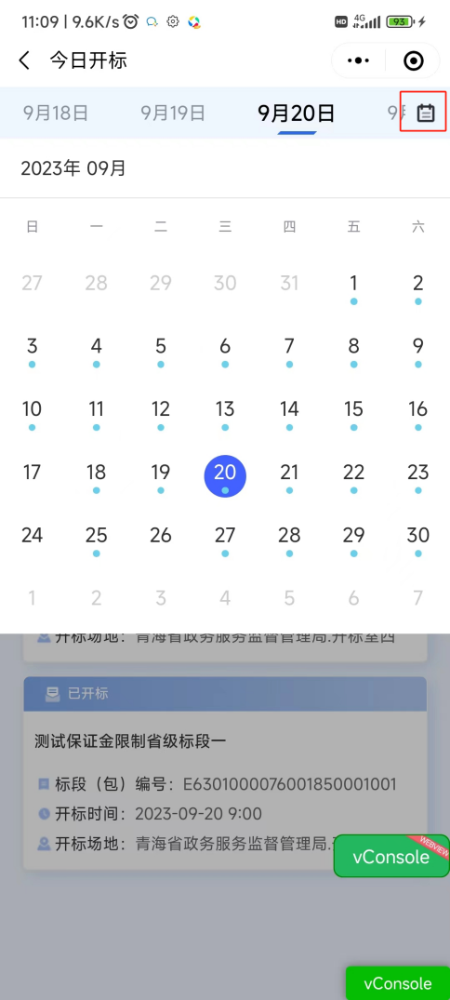 11:09 | 9.6K/s
HD 4G 93
今日开标
9月18日 9月19日 9月20日
2023年 09月
日 一 二 三 四 五 六
27 28 29 30 31 1 2
3 4 5 6 7 8 9
10 11 12 13 14 15 16
17 18 19 20 21 22 23
24 25 26 27 28 29 30
1 2 3 4 5 6 7
开标场地：青海省政务服务监督管理局.开标室四
已开标
测试保证金限制省级标段一
标段（包）编号：E6301000076001850001001
开标时间：2023-09-20 9:00
开标场地：青海省政务服务监督管理局.
vConsole
WEBVIEW
vConsole